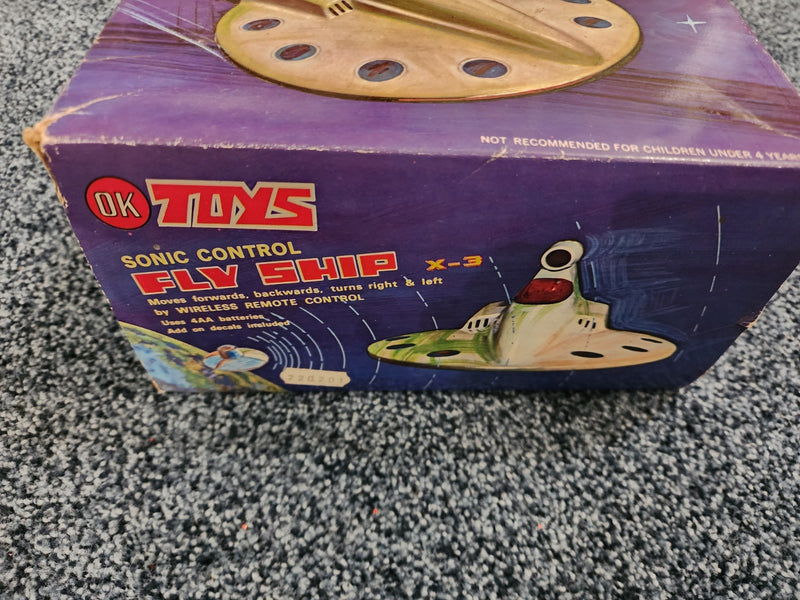 NOT RECOMMENDED FOR CHILDREN UNDER 4 YEARS
OK TOYS
SONIC CONTROL
FLY SHIP X-3
Moves forwards, backwards, turns right & left
by WIRELESS REMOTE CONTROL
Uses 4AA batteries
Add on decals included
720201